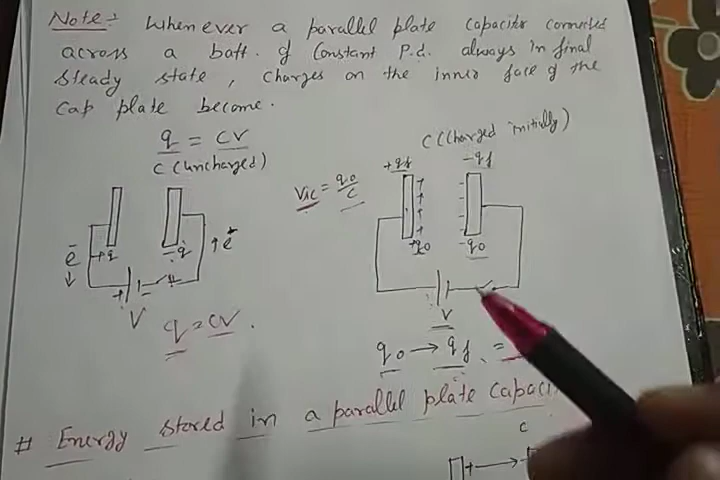 Note:- Whenever a parallel plate capacitor connected
across a batt. of Constant P.d. always in final
steady state, charges on the inner face of the
cap plate become.
q = CV
C (uncharged)
C (Charged initially)
Vic = q0/C
+qf
-qf
e-
+q
-q
e-
+q0
-q0
+
-
V
V
q = CV.
q0 → qf =
# Energy stored in a parallel plate capaci
C